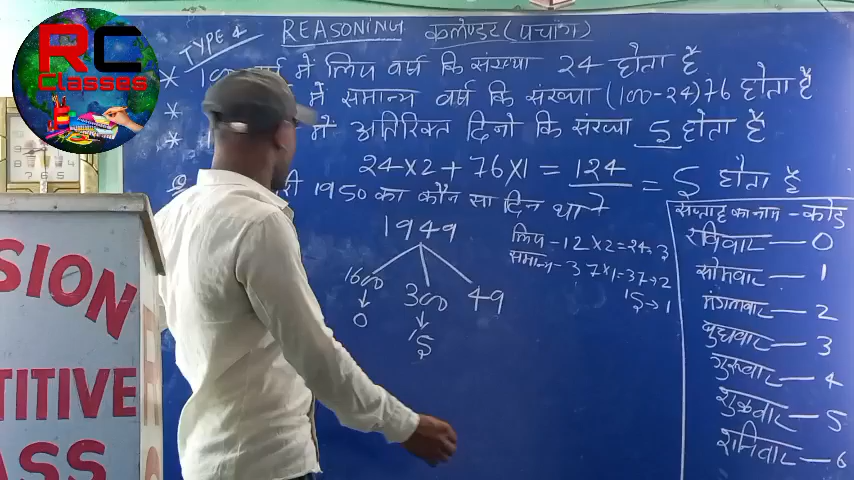 RC
Classes
TYPE 4
REASONING कलेण्डर (पंचांग)
* 100 में लिप वर्ष कि संख्या 24 होता है
* में समान्य वर्ष कि संख्या (100-24) 76 होता है
* में अतिरिक्त दिनो कि संख्या 5 होता है
24×2 + 76×1 = 124/7 = 5 होता है
1950 का कौन सा दिन था
1949
1600 300 49
0 15
लिप - 12×2=24→3
समान्य - 37×1=37→2
15→1
सप्ताह का नाम - कोड
रविवार — 0
सोमवार — 1
मंगलवार — 2
बुधवार — 3
गुरूवार — 4
शुक्रवार — 5
शनिवार — 6
SION
TITIVE
ASS